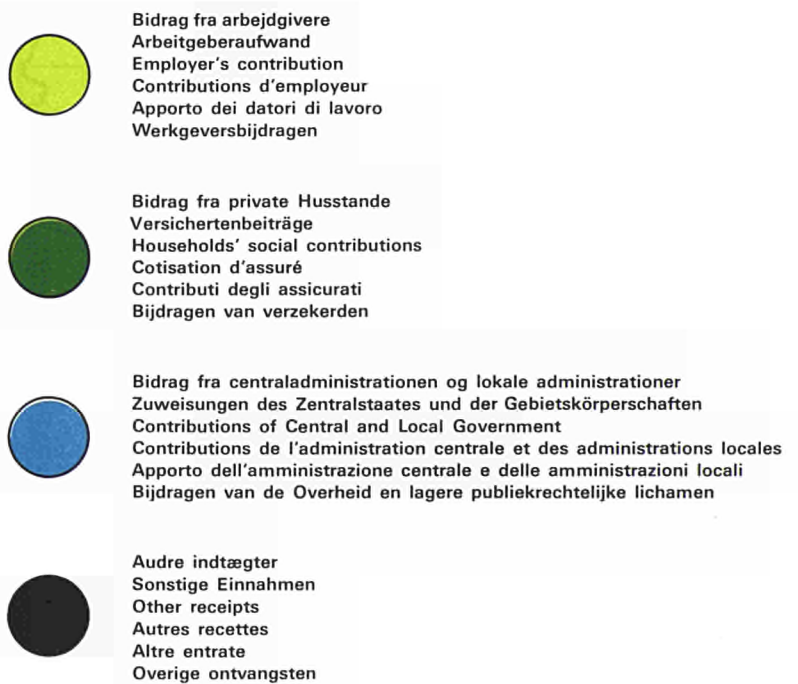 Bidrag fra arbejdgivere
Arbeitgeberaufwand
Employer's contribution
Contributions d'employeur
Apporto dei datori di lavoro
Werkgeversbijdragen
Bidrag fra private Husstande
Versichertenbeiträge
Households' social contributions
Cotisation d'assuré
Contributi degli assicurati
Bijdragen van verzekerden
Bidrag fra centraladministrationen og lokale administrationer
Zuweisungen des Zentralstaates und der Gebietskörperschaften
Contributions of Central and Local Government
Contributions de l'administration centrale et des administrations locales
Apporto dell'amministrazione centrale e delle amministrazioni locali
Bijdragen van de Overheid en lagere publiekrechtelijke lichamen
Audre indtægter
Sonstige Einnahmen
Other receipts
Autres recettes
Altre entrate
Overige ontvangsten